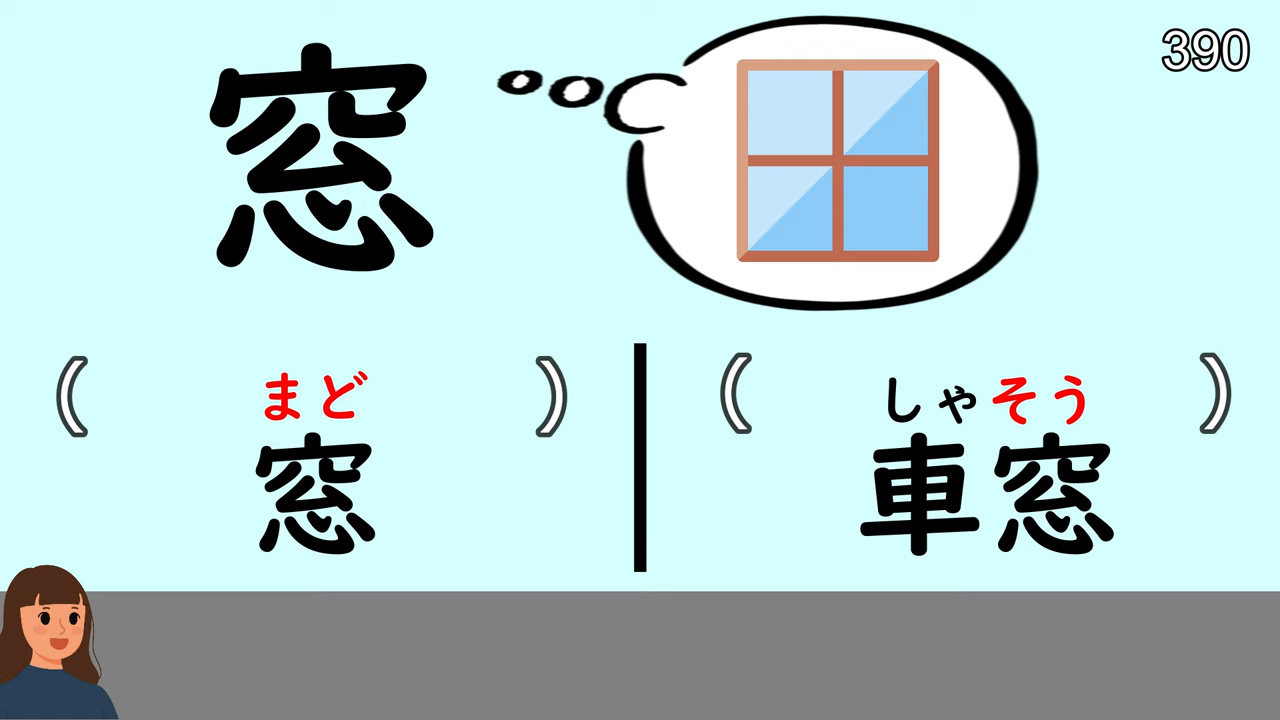 390
窓
( まど )
窓
( しゃそう )
車窓